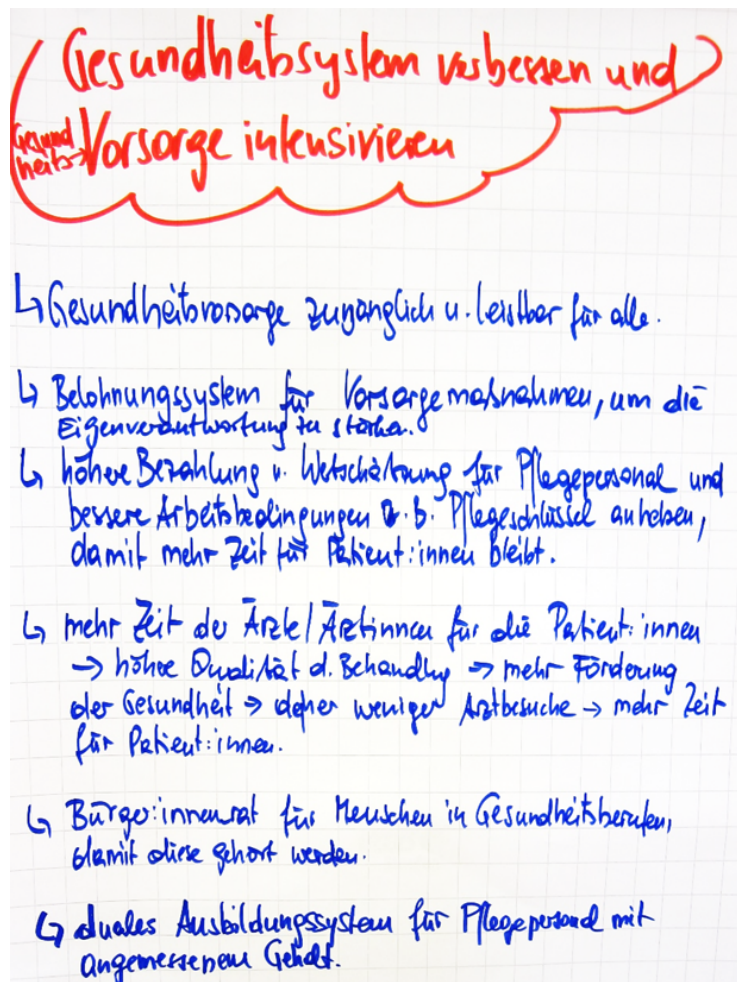 Gesundheitssystem verbessern und
Gesund
heits→Vorsorge intensivieren
↳ Gesundheitsvorsorge zugänglich u. leistbar für alle.
↳ Belohnungssystem für Vorsorgemaßnahmen, um die
Eigenverantwortung zu stärken.
↳ höhere Bezahlung u. Wertschätzung für Pflegepersonal und
bessere Arbeitsbedingungen z.b. Pflegeschlüssel anheben,
damit mehr Zeit für Patient:innen bleibt.
↳ mehr Zeit der Ärzte/Ärztinnen für die Patient:innen
→ höhere Qualität d. Behandlung → mehr Förderung
der Gesundheit → daher weniger Arztbesuche → mehr Zeit
für Patient:innen.
↳ Bürger:innenrat für Menschen in Gesundheitsberufen,
damit diese gehört werden.
↳ duales Ausbildungssystem für Pflegepersonal mit
angemessenem Gehalt.